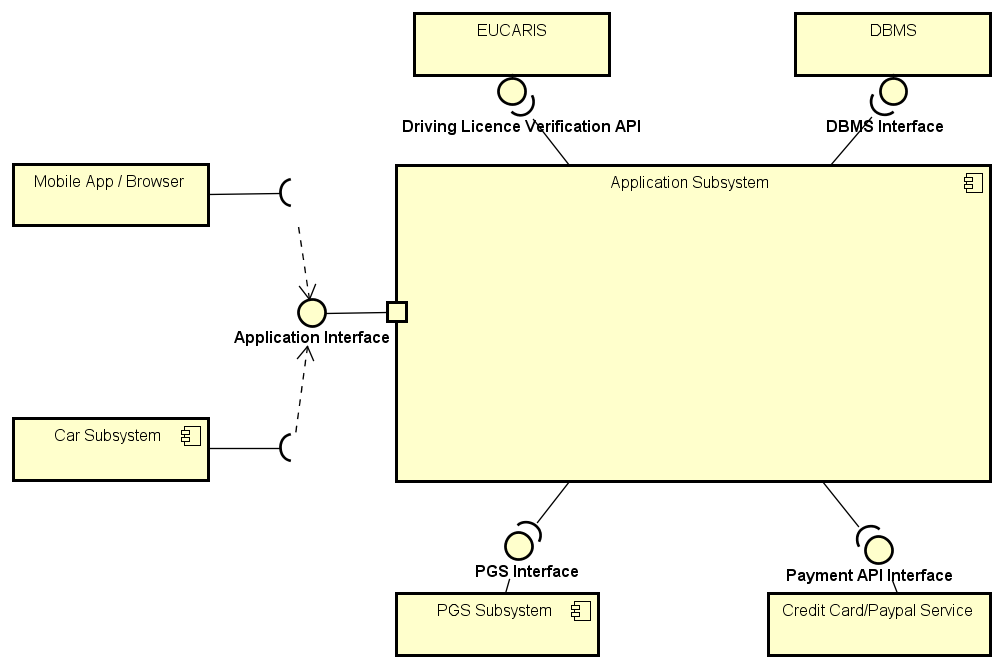 EUCARIS
DBMS
Driving Licence Verification API
DBMS Interface
Mobile App / Browser
Application Subsystem
Application Interface
Car Subsystem
PGS Interface
Payment API Interface
PGS Subsystem
Credit Card/Paypal Service